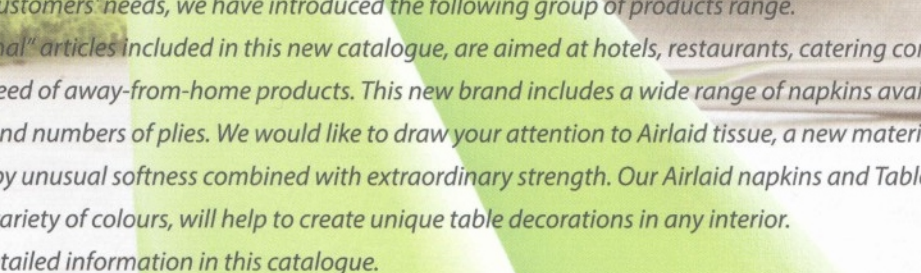 ustomers' needs, we have introduced the following group of products range.
nal" articles included in this new catalogue, are aimed at hotels, restaurants, catering cor
eed of away-from-home products. This new brand includes a wide range of napkins avai
nd numbers of plies. We would like to draw your attention to Airlaid tissue, a new materi
by unusual softness combined with extraordinary strength. Our Airlaid napkins and Table
ariety of colours, will help to create unique table decorations in any interior.
tailed information in this catalogue.